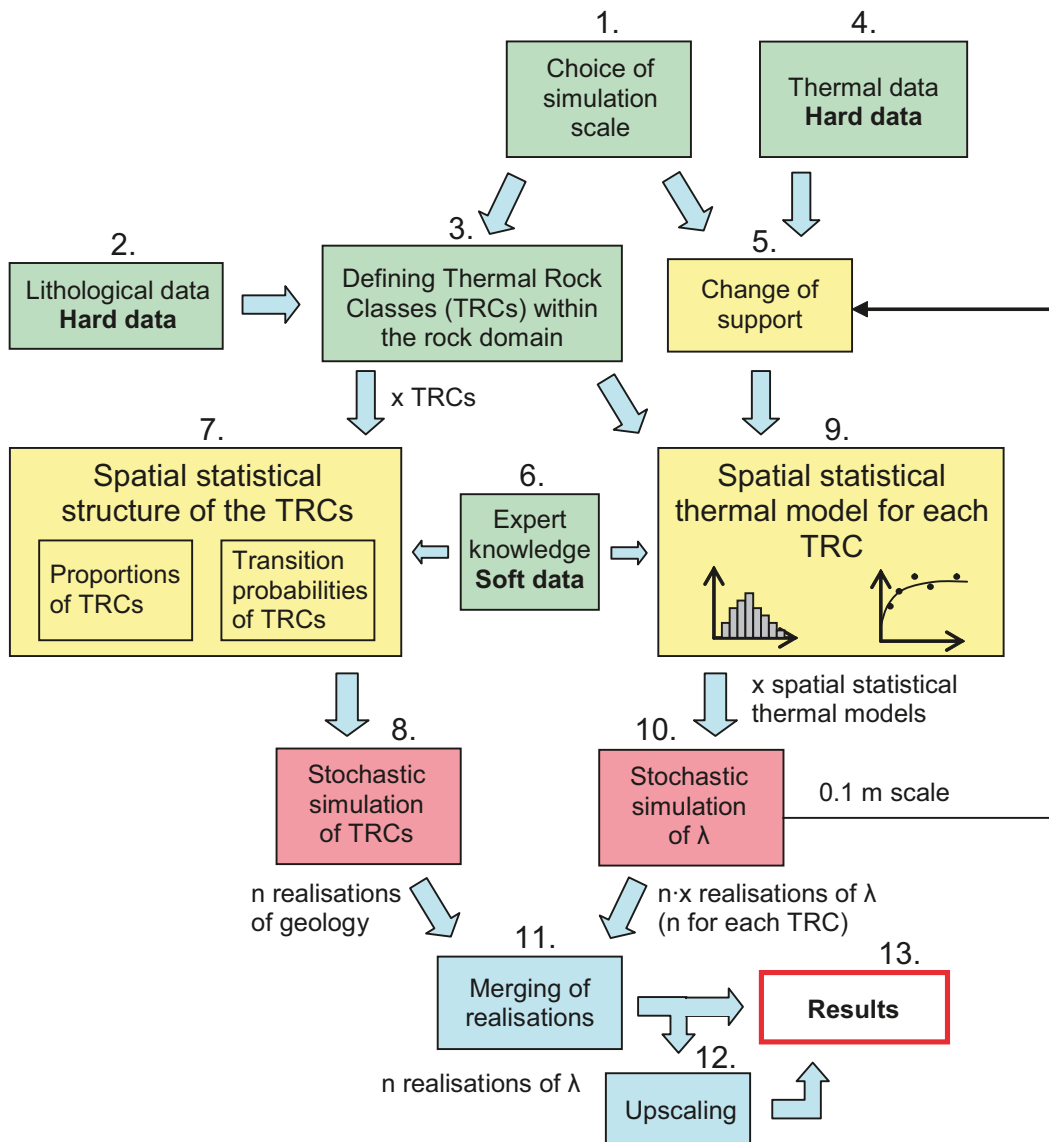 1.
Choice of
simulation
scale
4.
Thermal data
Hard data
2.
Lithological data
Hard data
3.
Defining Thermal Rock
Classes (TRCs) within
the rock domain
5.
Change of
support
x TRCs
7.
Spatial statistical
structure of the TRCs
Proportions
of TRCs
Transition
probabilities
of TRCs
6.
Expert
knowledge
Soft data
9.
Spatial statistical
thermal model for each
TRC
x spatial statistical
thermal models
8.
Stochastic
simulation
of TRCs
10.
Stochastic
simulation
of λ
0.1 m scale
n realisations
of geology
n·x realisations of λ
(n for each TRC)
11.
Merging of
realisations
13.
Results
n realisations of λ
12.
Upscaling